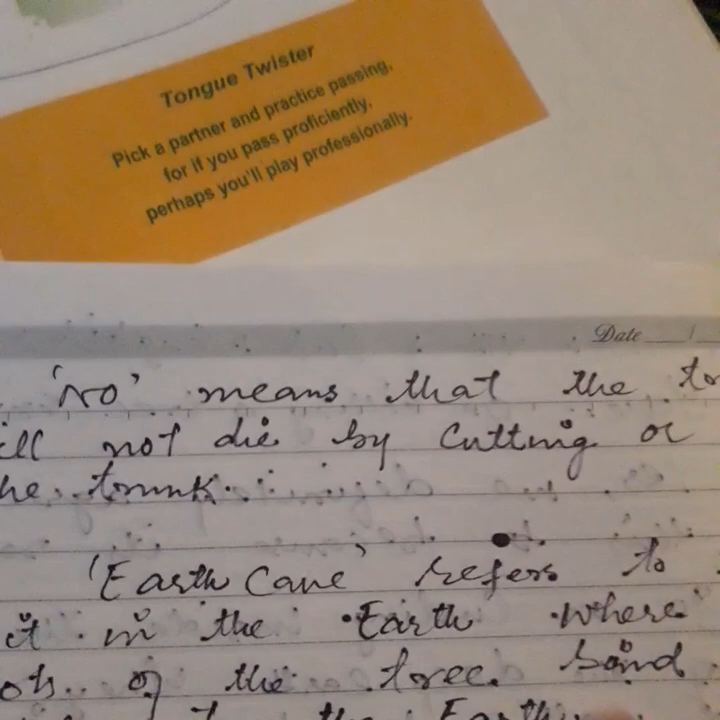 Tongue Twister
Pick a partner and practice passing,
for if you pass proficiently,
perhaps you'll play professionally.
Date
'No' means that the
not die by cutting or
trunk.
'Earth Cave' refers to
it in the Earth where
of the tree bind
the Earth